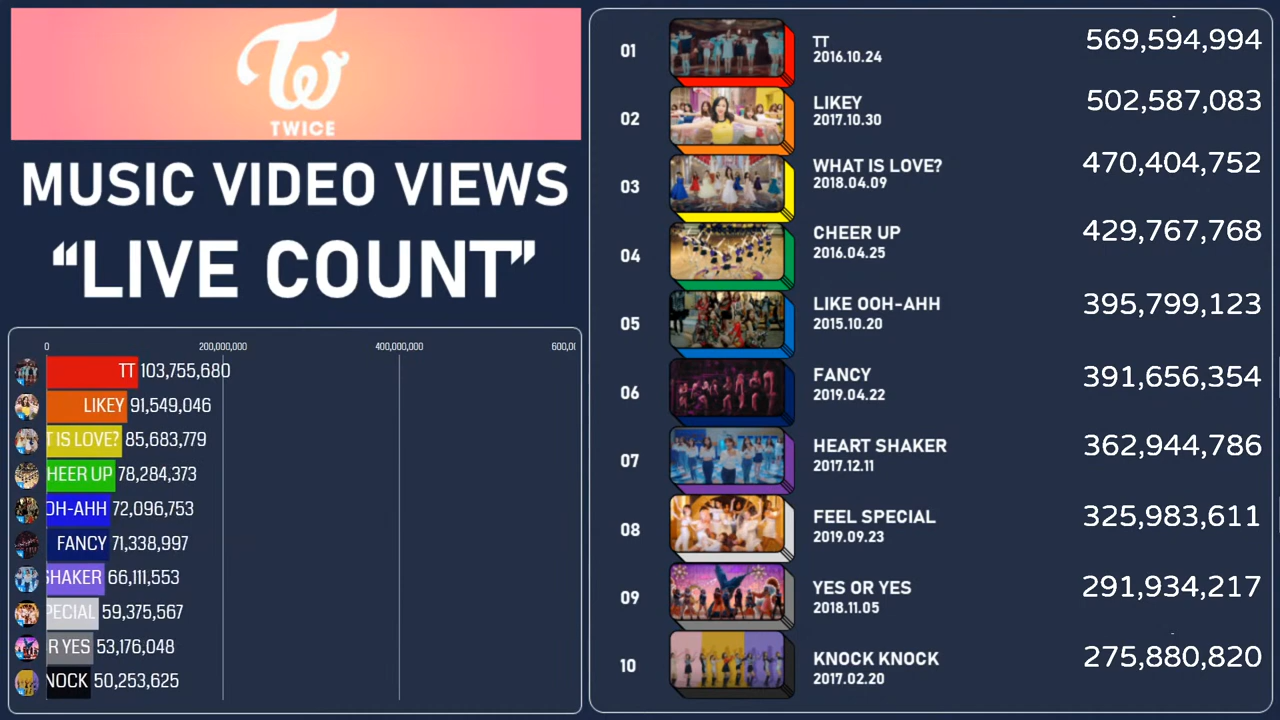 TWICE
MUSIC VIDEO VIEWS
“LIVE COUNT”
0 200,000,000 400,000,000 600,0
TT 103,755,680
LIKEY 91,549,046
T IS LOVE? 85,683,779
HEER UP 78,284,373
OH-AHH 72,096,753
FANCY 71,338,997
SHAKER 66,111,553
PECIAL 59,375,567
R YES 53,176,048
NOCK 50,253,625
01 TT 569,594,994
2016.10.24
02 LIKEY 502,587,083
2017.10.30
03 WHAT IS LOVE? 470,404,752
2018.04.09
04 CHEER UP 429,767,768
2016.04.25
05 LIKE OOH-AHH 395,799,123
2015.10.20
06 FANCY 391,656,354
2019.04.22
07 HEART SHAKER 362,944,786
2017.12.11
08 FEEL SPECIAL 325,983,611
2019.09.23
09 YES OR YES 291,934,217
2018.11.05
10 KNOCK KNOCK 275,880,820
2017.02.20